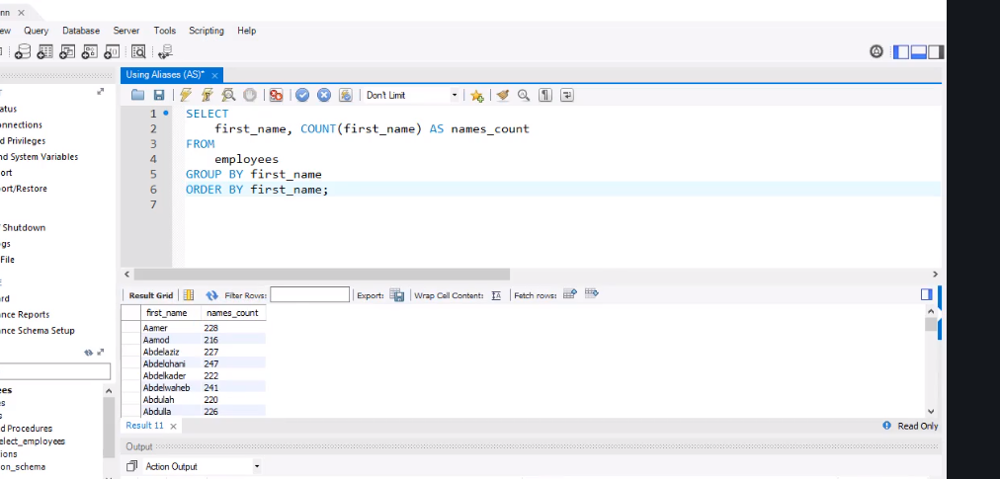 nn
ew Query Database Server Tools Scripting Help
Using Aliases (AS)*
Don't Limit
atus
onnections
d Privileges
nd System Variables
ort
ort/Restore
Shutdown
gs
File
E
rd
nce Reports
nce Schema Setup
ees
es
s
d Procedures
elect_employees
ions
on_schema
1 SELECT
2 first_name, COUNT(first_name) AS names_count
3 FROM
4 employees
5 GROUP BY first_name
6 ORDER BY first_name;
7
Result Grid Filter Rows: Export: Wrap Cell Content: IA Fetch rows:
first_name names_count
Aamer 228
Aamod 216
Abdelaziz 227
Abdelghani 247
Abdelkader 222
Abdelwaheb 241
Abdulah 220
Abdulla 226
Result 11 Read Only
Output
Action Output